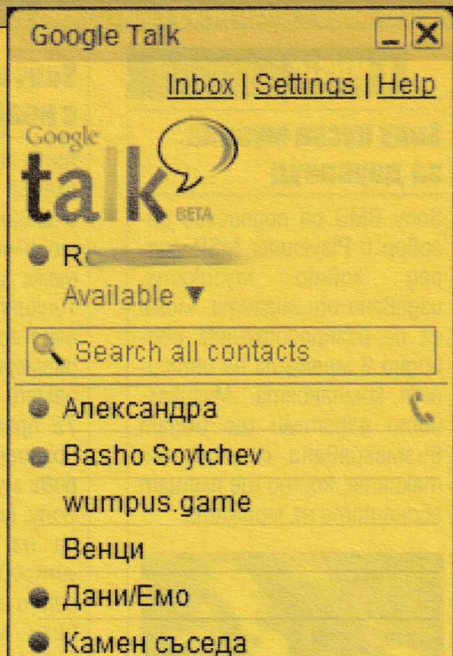 Google Talk
Inbox | Settings | Help
Google
talk
BETA
Available ▼
Search all contacts
Александра
Basho Soytchev
wumpus.game
Венци
Дани/Емо
Камен съседа